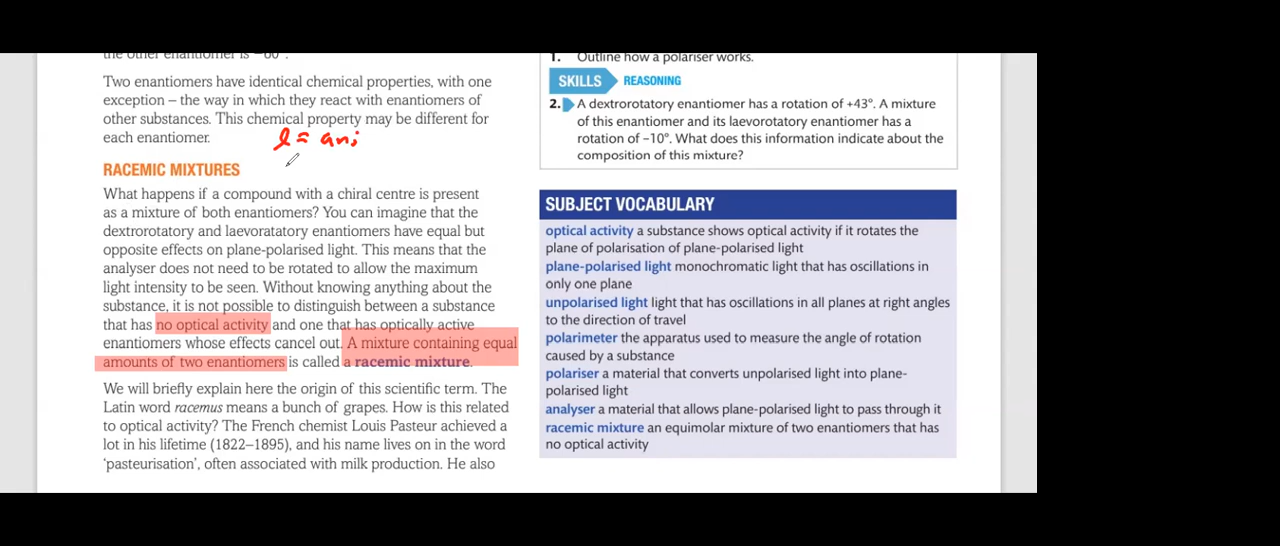 the other enantiomer is −60°.
Two enantiomers have identical chemical properties, with one
exception – the way in which they react with enantiomers of
other substances. This chemical property may be different for
each enantiomer.
l = ani
RACEMIC MIXTURES
What happens if a compound with a chiral centre is present
as a mixture of both enantiomers? You can imagine that the
dextrorotatory and laevoratatory enantiomers have equal but
opposite effects on plane-polarised light. This means that the
analyser does not need to be rotated to allow the maximum
light intensity to be seen. Without knowing anything about the
substance, it is not possible to distinguish between a substance
that has no optical activity and one that has optically active
enantiomers whose effects cancel out. A mixture containing equal
amounts of two enantiomers is called a racemic mixture.
We will briefly explain here the origin of this scientific term. The
Latin word racemus means a bunch of grapes. How is this related
to optical activity? The French chemist Louis Pasteur achieved a
lot in his lifetime (1822–1895), and his name lives on in the word
‘pasteurisation’, often associated with milk production. He also
1. Outline how a polariser works.
SKILLS REASONING
2. A dextrorotatory enantiomer has a rotation of +43°. A mixture
of this enantiomer and its laevorotatory enantiomer has a
rotation of −10°. What does this information indicate about the
composition of this mixture?
SUBJECT VOCABULARY
optical activity a substance shows optical activity if it rotates the
plane of polarisation of plane-polarised light
plane-polarised light monochromatic light that has oscillations in
only one plane
unpolarised light light that has oscillations in all planes at right angles
to the direction of travel
polarimeter the apparatus used to measure the angle of rotation
caused by a substance
polariser a material that converts unpolarised light into plane-
polarised light
analyser a material that allows plane-polarised light to pass through it
racemic mixture an equimolar mixture of two enantiomers that has
no optical activity